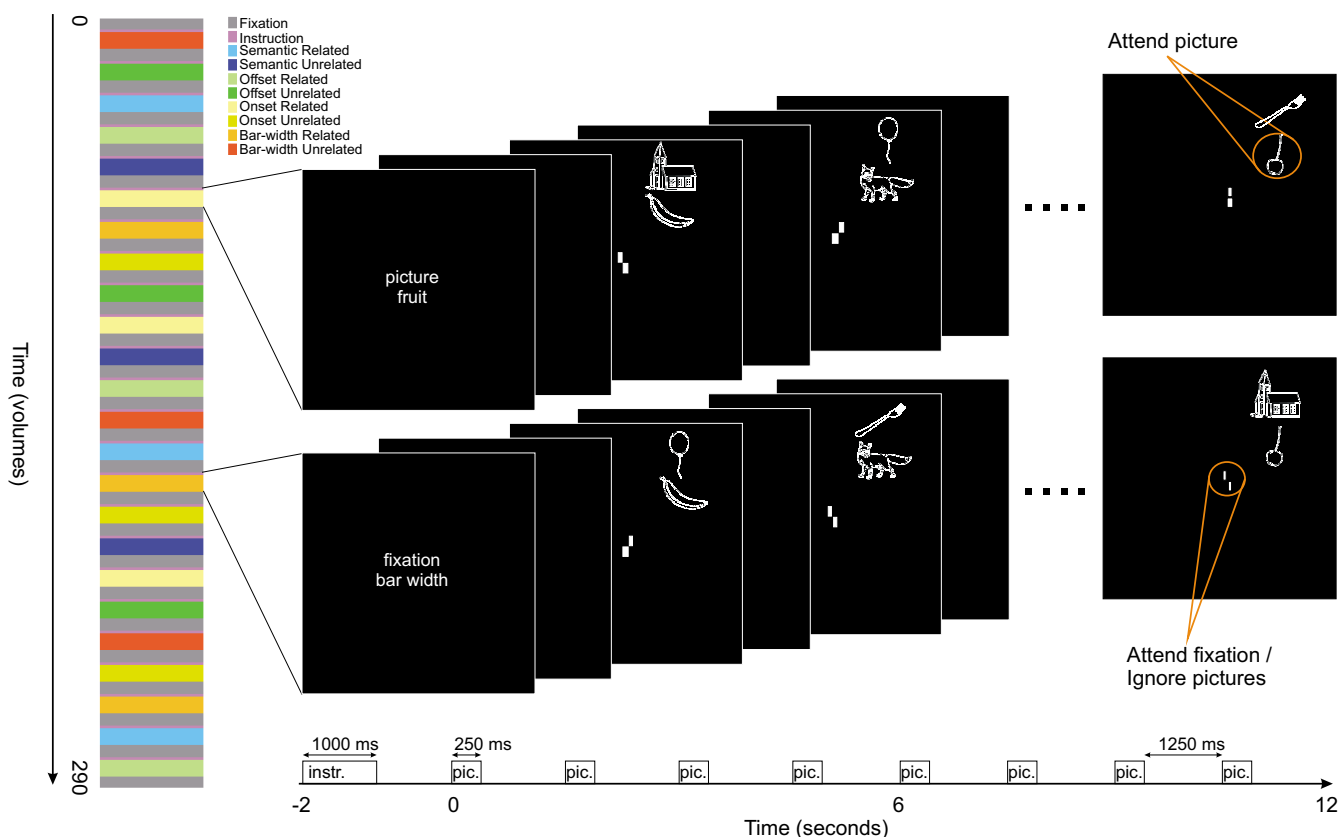 0
Fixation
Instruction
Semantic Related
Semantic Unrelated
Offset Related
Offset Unrelated
Onset Related
Onset Unrelated
Bar-width Related
Bar-width Unrelated
Time (volumes)
290
Attend picture
picture
fruit
fixation
bar width
Attend fixation /
Ignore pictures
1000 ms
250 ms
1250 ms
instr.
pic.
pic.
pic.
pic.
pic.
pic.
pic.
pic.
-2
0
6
12
Time (seconds)